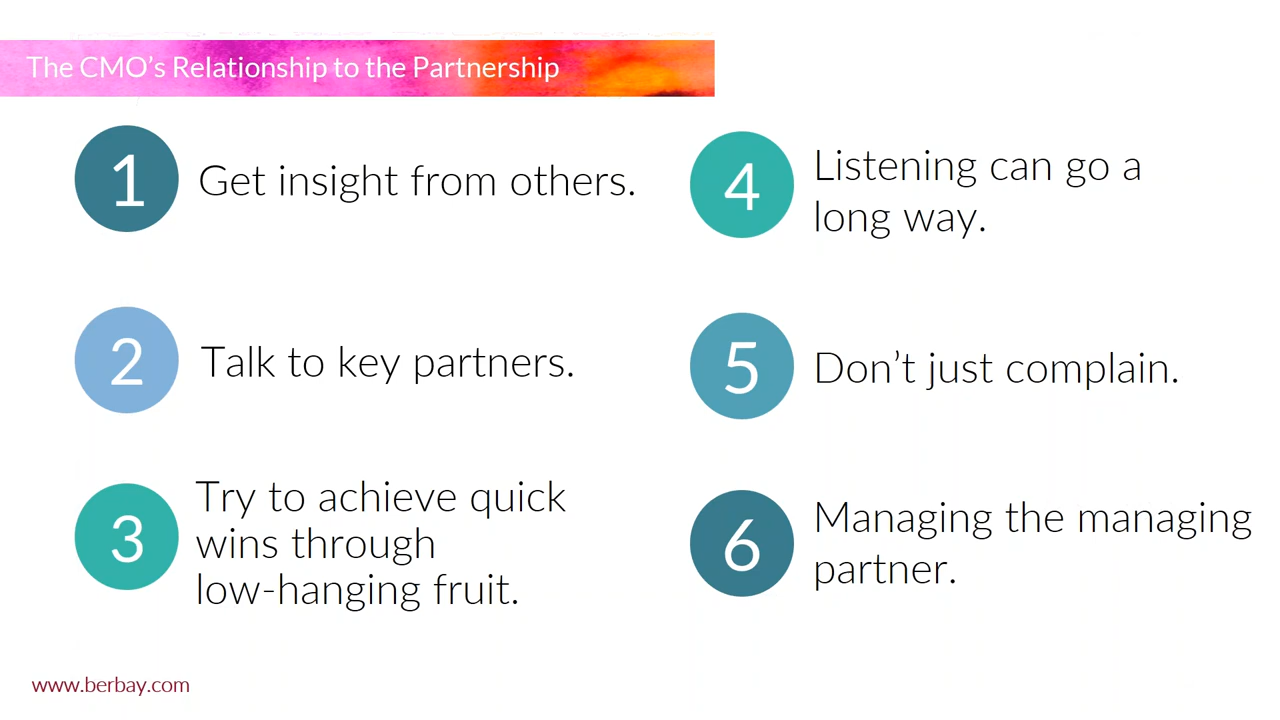 The CMO’s Relationship to the Partnership
1
Get insight from others.
2
Talk to key partners.
3
Try to achieve quick
wins through
low-hanging fruit.
4
Listening can go a
long way.
5
Don’t just complain.
6
Managing the managing
partner.
www.berbay.com